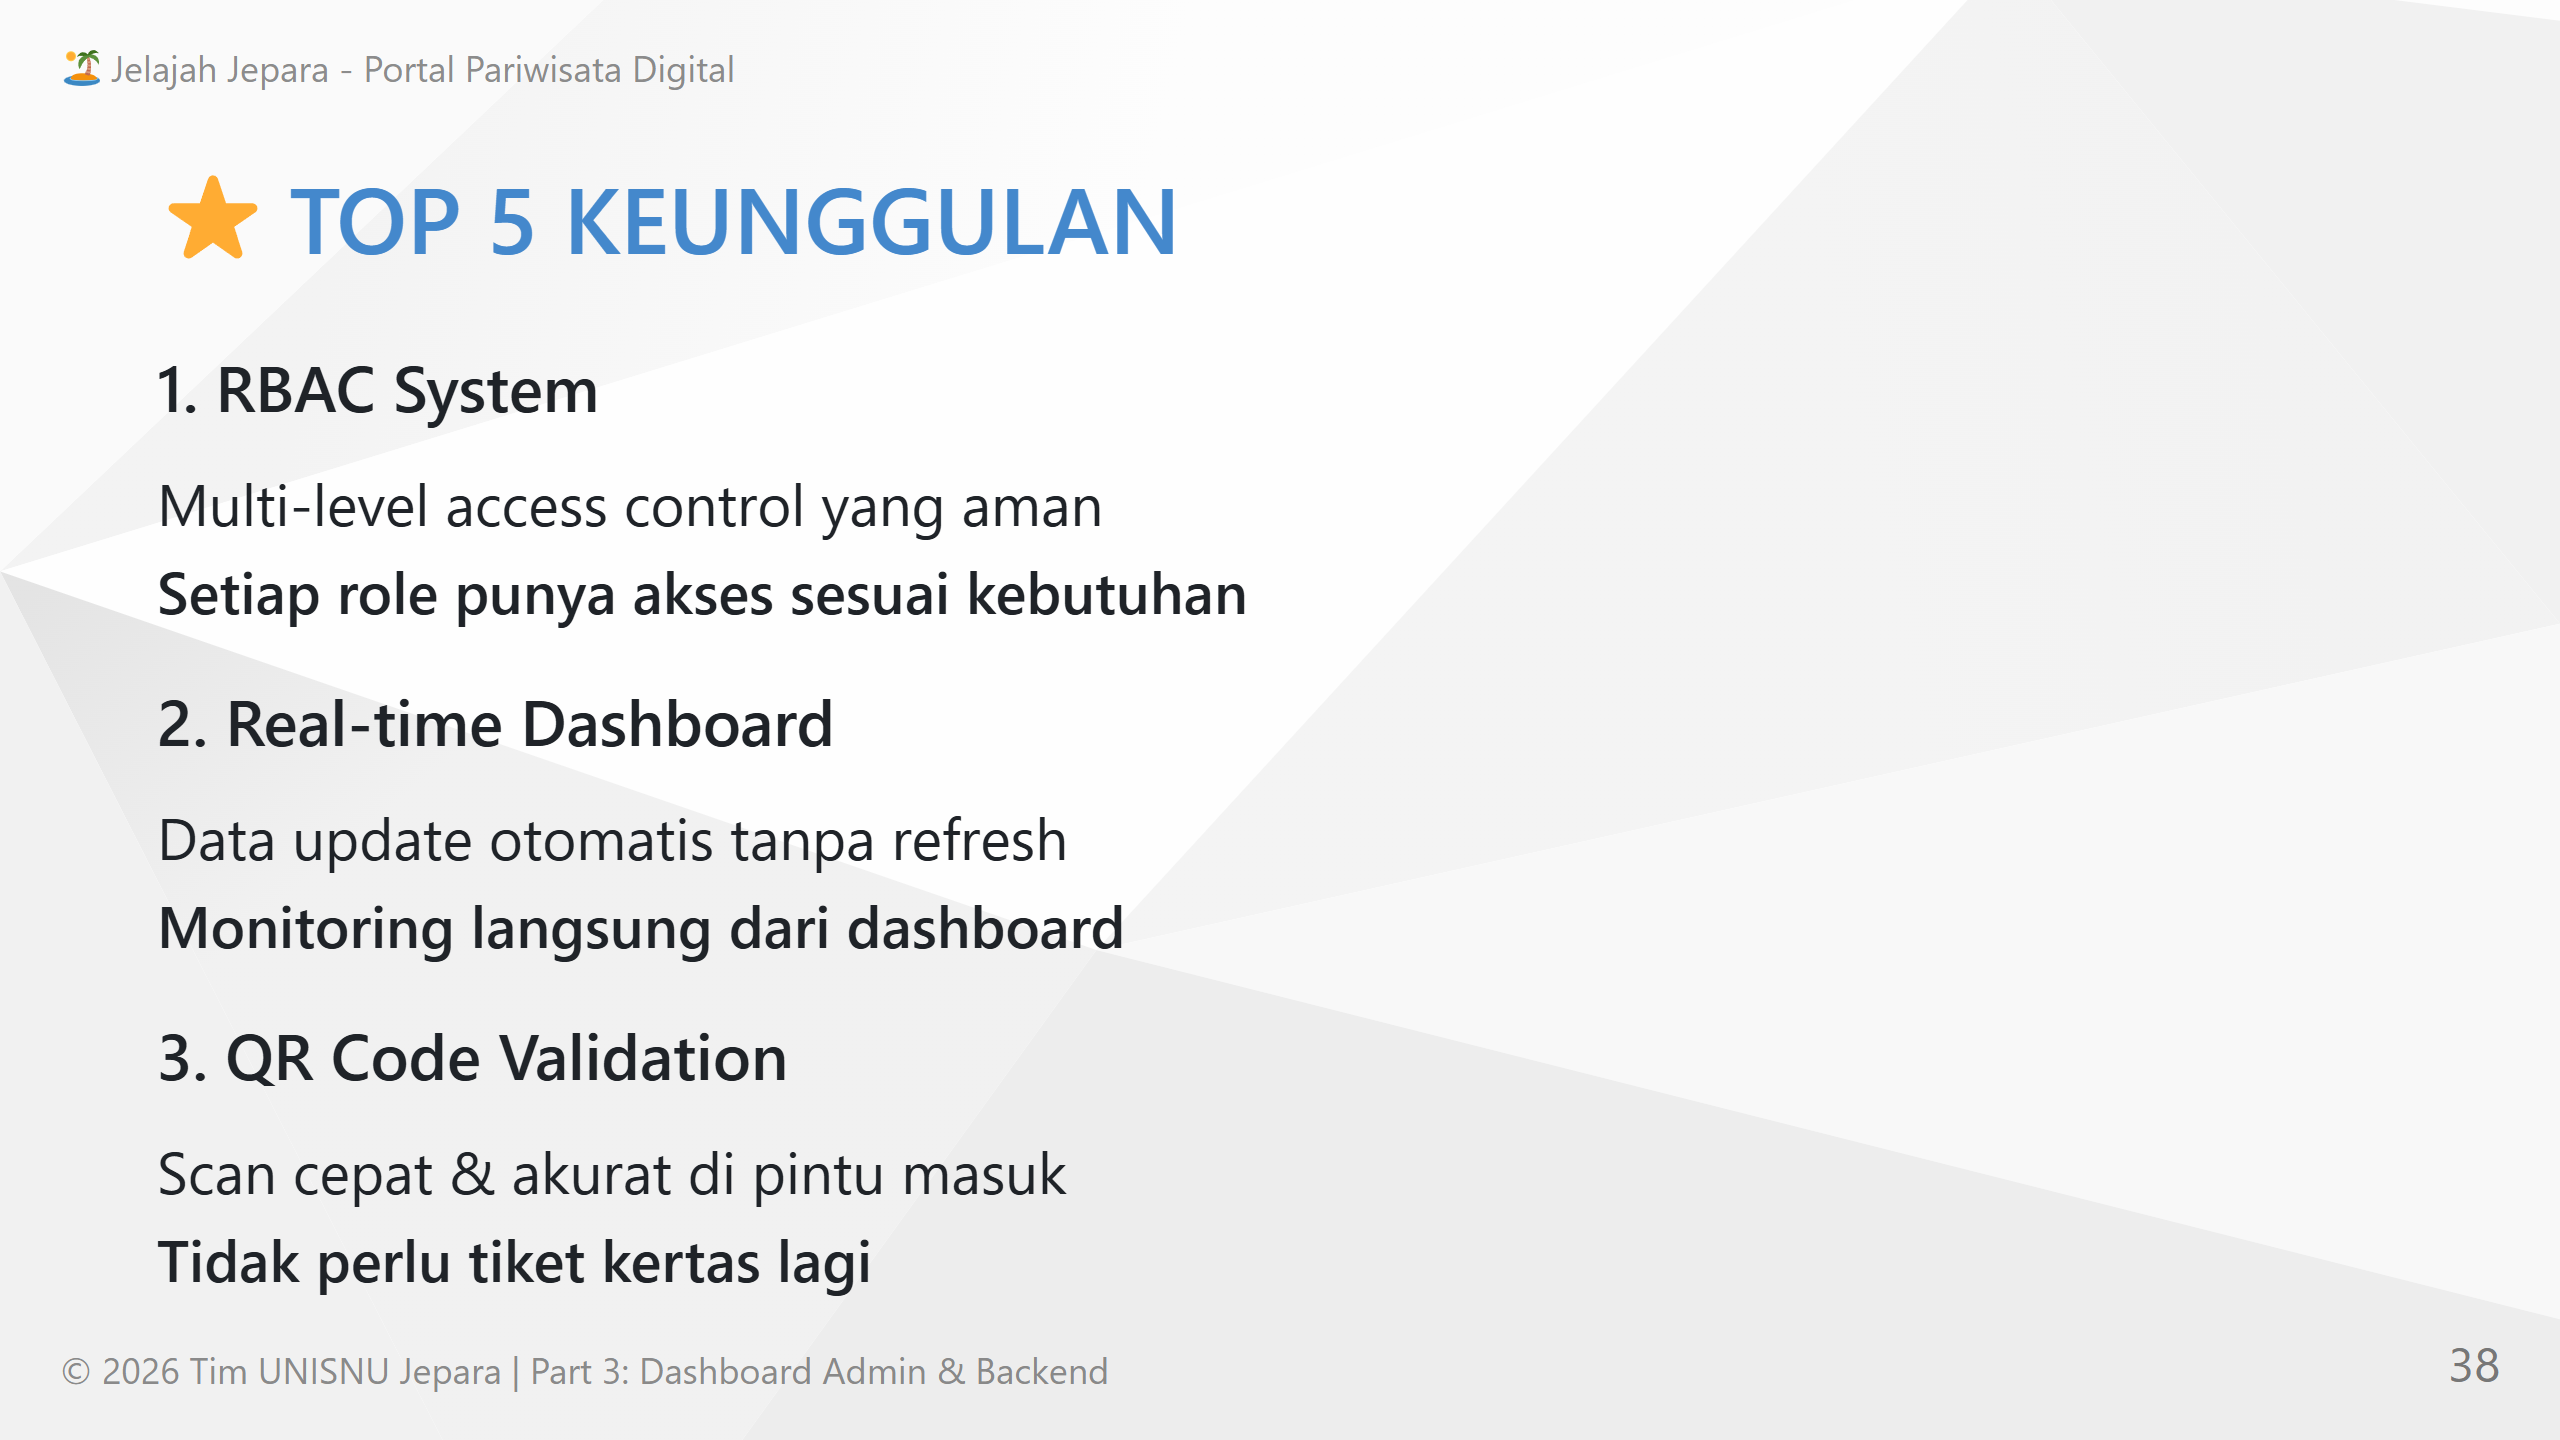 Jelajah Jepara - Portal Pariwisata Digital
TOP 5 KEUNGGULAN
1. RBAC System
Multi-level access control yang aman
Setiap role punya akses sesuai kebutuhan
2. Real-time Dashboard
Data update otomatis tanpa refresh
Monitoring langsung dari dashboard
3. QR Code Validation
Scan cepat & akurat di pintu masuk
Tidak perlu tiket kertas lagi
© 2026 Tim UNISNU Jepara | Part 3: Dashboard Admin & Backend
38